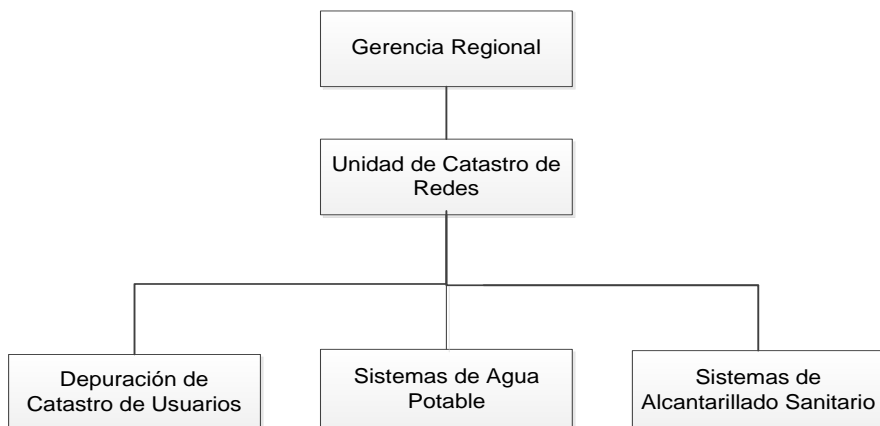 Gerencia Regional
Unidad de Catastro de
Redes
Depuración de
Catastro de Usuarios
Sistemas de Agua
Potable
Sistemas de
Alcantarillado Sanitario